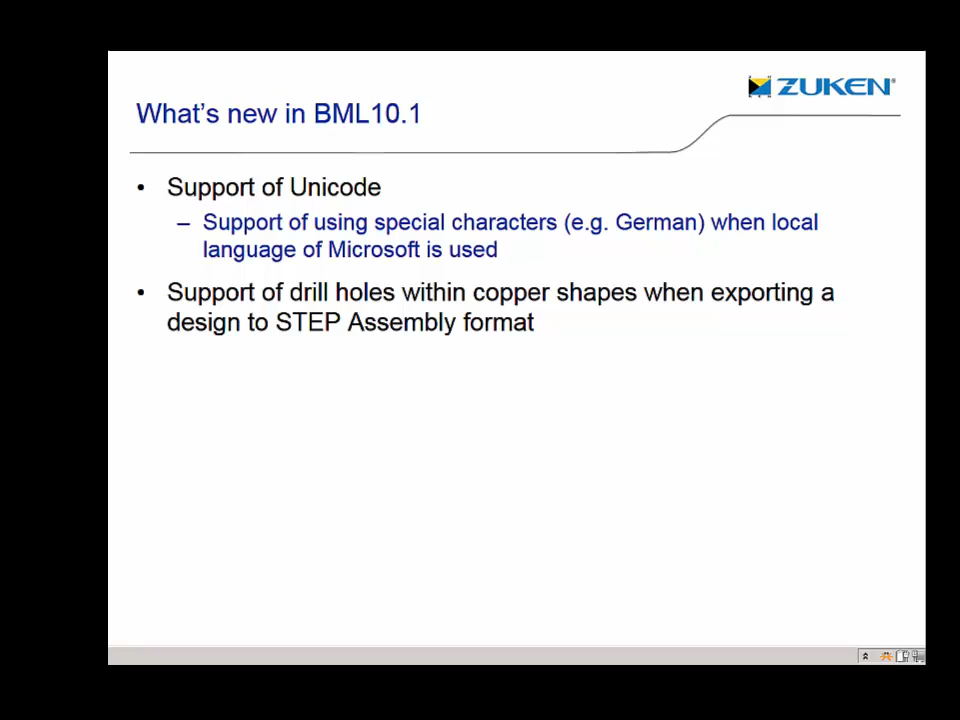 ZUKEN®
What's new in BML10.1
• Support of Unicode
– Support of using special characters (e.g. German) when local
language of Microsoft is used
• Support of drill holes within copper shapes when exporting a
design to STEP Assembly format